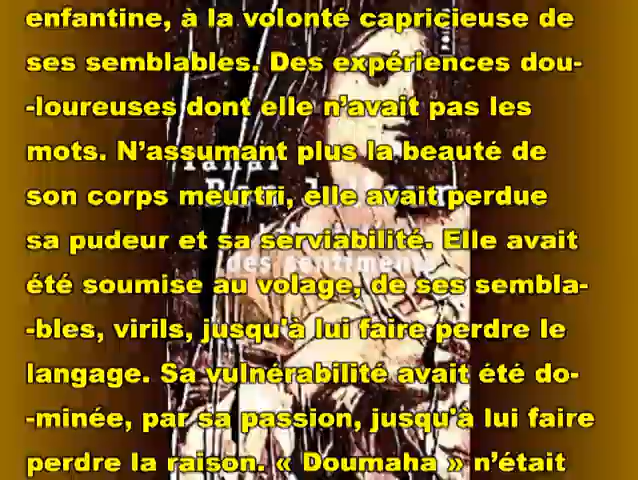 enfantine, à la volonté capricieuse de
ses semblables. Des expériences dou-
-loureuses dont elle n’avait pas les
mots. N’assumant plus la beauté de
son corps meurtri, elle avait perdue
sa pudeur et sa serviabilité. Elle avait
des sentiments
été soumise au volage, de ses sembla-
-bles, virils, jusqu'à lui faire perdre le
langage. Sa vulnérabilité avait été do-
-minée, par sa passion, jusqu'à lui faire
perdre la raison. « Doumaha » n’était